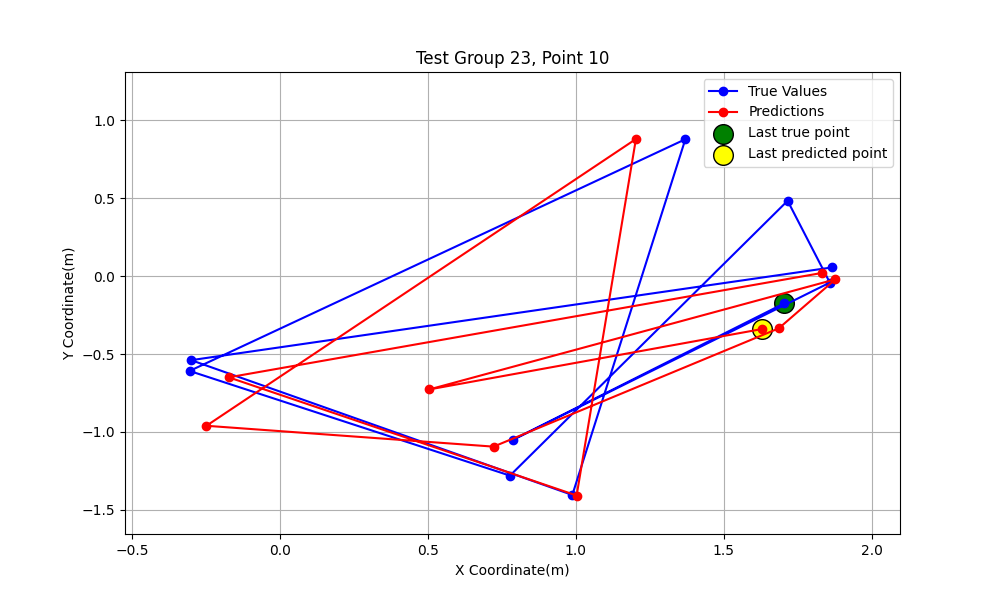 Test Group 23, Point 10
True Values
Predictions
Last true point
Last predicted point
Y Coordinate(m)
1.0
0.5
0.0
−0.5
−1.0
−1.5
−0.5 0.0 0.5 1.0 1.5 2.0
X Coordinate(m)